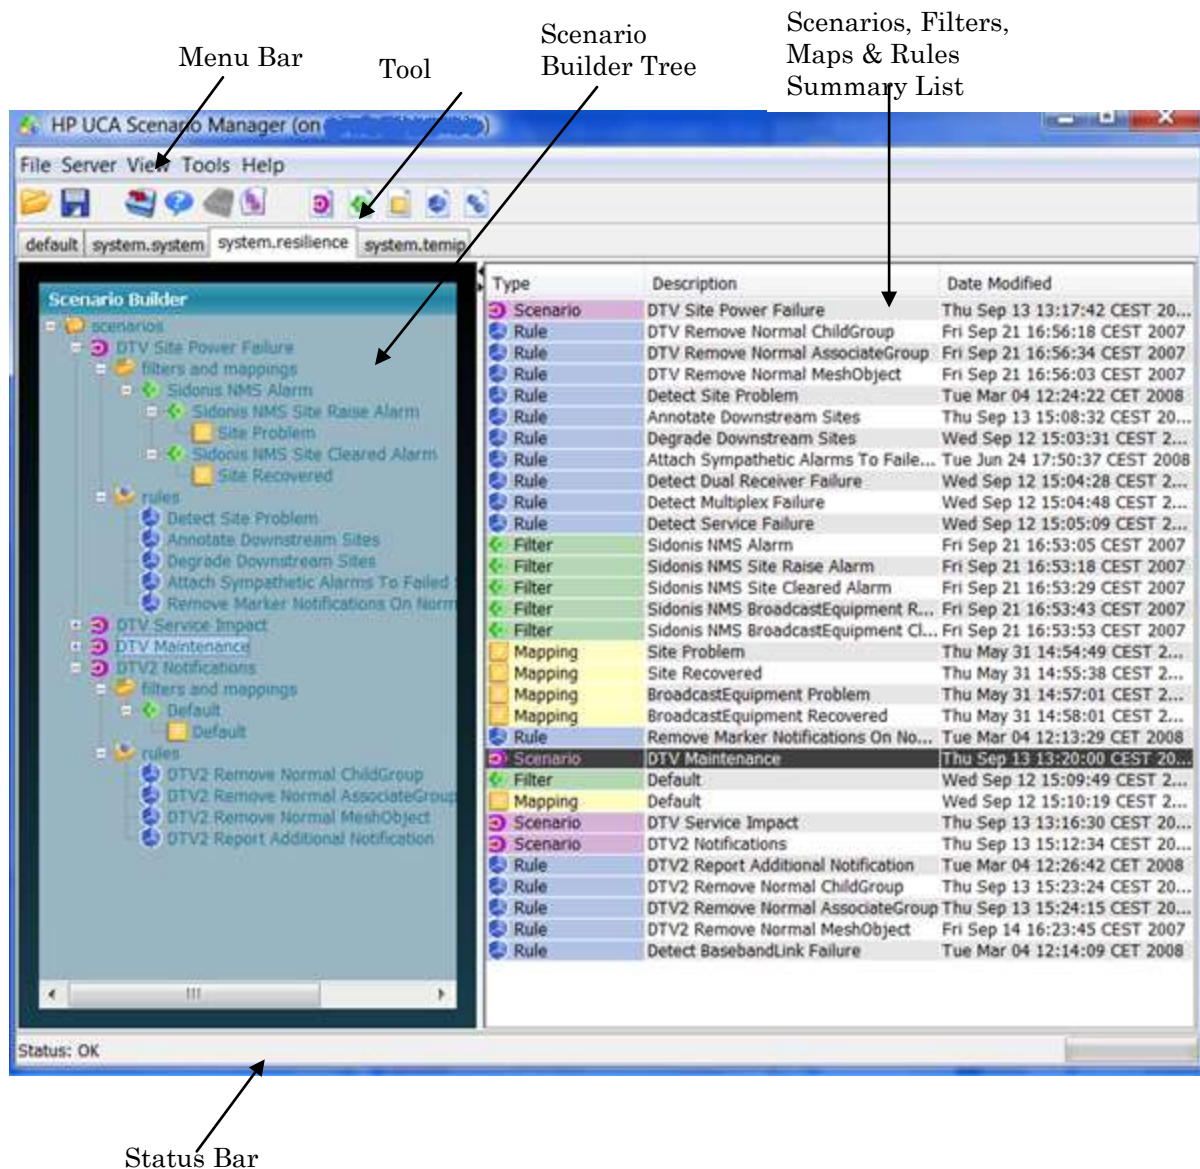 Menu Bar
Tool
Scenario
Builder Tree
Scenarios, Filters,
Maps & Rules
Summary List
HP UCA Scenario Manager (on )
File Server View Tools Help
default system.system system.resilience system.temip
Scenario Builder
scenarios
DTV Site Power Failure
filters and mappings
Sidonis NMS Alarm
Sidonis NMS Site Raise Alarm
Site Problem
Sidonis NMS Site Cleared Alarm
Site Recovered
rules
Detect Site Problem
Annotate Downstream Sites
Degrade Downstream Sites
Attach Sympathetic Alarms To Failed
Remove Marker Notifications On Norm
DTV Service Impact
DTV Maintenance
DTV2 Notifications
filters and mappings
Default
Default
rules
DTV2 Remove Normal ChildGroup
DTV2 Remove Normal AssociateGroup
DTV2 Remove Normal MeshObject
DTV2 Report Additional Notification
Type Description Date Modified
Scenario DTV Site Power Failure Thu Sep 13 13:17:42 CEST 20...
Rule DTV Remove Normal ChildGroup Fri Sep 21 16:56:18 CEST 2007
Rule DTV Remove Normal AssociateGroup Fri Sep 21 16:56:34 CEST 2007
Rule DTV Remove Normal MeshObject Fri Sep 21 16:56:03 CEST 2007
Rule Detect Site Problem Tue Mar 04 12:24:22 CET 2008
Rule Annotate Downstream Sites Thu Sep 13 15:08:32 CEST 20...
Rule Degrade Downstream Sites Wed Sep 12 15:03:31 CEST 2...
Rule Attach Sympathetic Alarms To Faile... Tue Jun 24 17:50:37 CEST 2008
Rule Detect Dual Receiver Failure Wed Sep 12 15:04:28 CEST 2...
Rule Detect Multiplex Failure Wed Sep 12 15:04:48 CEST 2...
Rule Detect Service Failure Wed Sep 12 15:05:09 CEST 2...
Filter Sidonis NMS Alarm Fri Sep 21 16:53:05 CEST 2007
Filter Sidonis NMS Site Raise Alarm Fri Sep 21 16:53:18 CEST 2007
Filter Sidonis NMS Site Cleared Alarm Fri Sep 21 16:53:29 CEST 2007
Filter Sidonis NMS BroadcastEquipment R... Fri Sep 21 16:53:43 CEST 2007
Filter Sidonis NMS BroadcastEquipment Cl... Fri Sep 21 16:53:53 CEST 2007
Mapping Site Problem Thu May 31 14:54:49 CEST 2...
Mapping Site Recovered Thu May 31 14:55:38 CEST 2...
Mapping BroadcastEquipment Problem Thu May 31 14:57:01 CEST 2...
Mapping BroadcastEquipment Recovered Thu May 31 14:58:01 CEST 2...
Rule Remove Marker Notifications On No... Tue Mar 04 12:13:29 CET 2008
Scenario DTV Maintenance Thu Sep 13 13:20:00 CEST 20...
Filter Default Wed Sep 12 15:09:49 CEST 2...
Mapping Default Wed Sep 12 15:10:19 CEST 2...
Scenario DTV Service Impact Thu Sep 13 13:16:30 CEST 20...
Scenario DTV2 Notifications Thu Sep 13 15:12:34 CEST 20...
Rule DTV2 Report Additional Notification Tue Mar 04 12:26:42 CET 2008
Rule DTV2 Remove Normal ChildGroup Thu Sep 13 15:23:24 CEST 20...
Rule DTV2 Remove Normal AssociateGroup Thu Sep 13 15:24:15 CEST 20...
Rule DTV2 Remove Normal MeshObject Fri Sep 14 16:23:45 CEST 2007
Rule Detect BasebandLink Failure Tue Mar 04 12:14:09 CET 2008
Status: OK
Status Bar